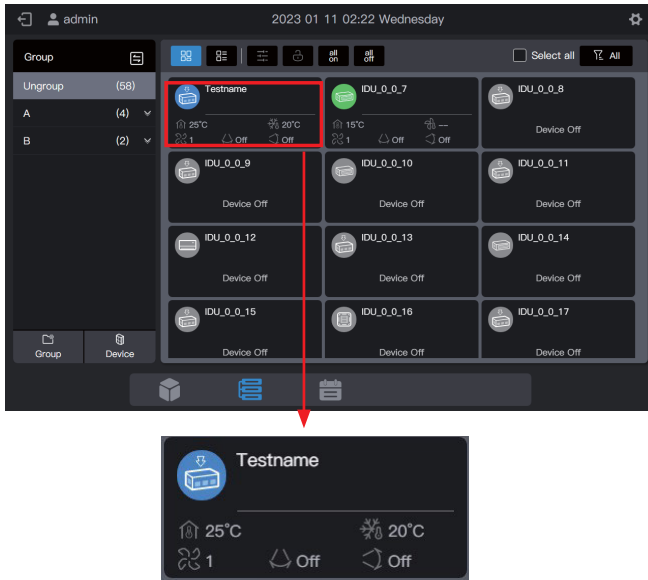 admin 2023 01 11 02:22 Wednesday
Group all on all off Select all All
Ungroup (58)
A (4)
B (2)
Testname IDU_0_0_7 IDU_0_0_8
25°C 20°C 15°C -- Device Off
1 Off Off 1 Off Off
IDU_0_0_9 IDU_0_0_10 IDU_0_0_11
Device Off Device Off Device Off
IDU_0_0_12 IDU_0_0_13 IDU_0_0_14
Device Off Device Off Device Off
IDU_0_0_15 IDU_0_0_16 IDU_0_0_17
Device Off Device Off Device Off
Group Device
Testname
25°C 20°C
1 Off Off